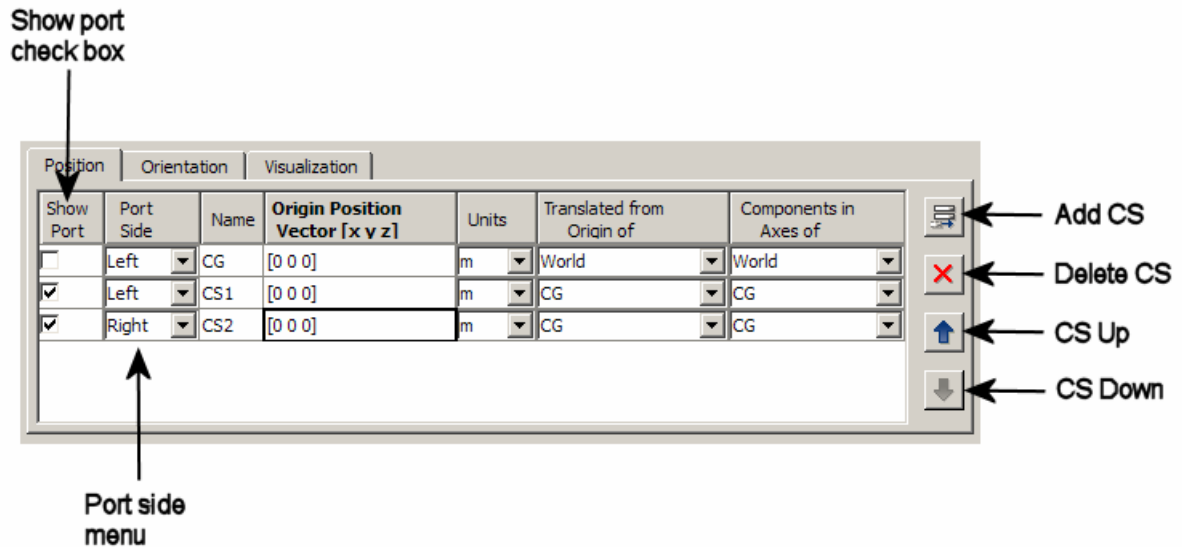 Show port
check box
Position Orientation Visualization
Show Port Port Side Name Origin Position Vector [x y z] Units Translated from Origin of Components in Axes of
Left CG [0 0 0] m World World
Left CS1 [0 0 0] m CG CG
Right CS2 [0 0 0] m CG CG
Add CS
Delete CS
CS Up
CS Down
Port side
menu